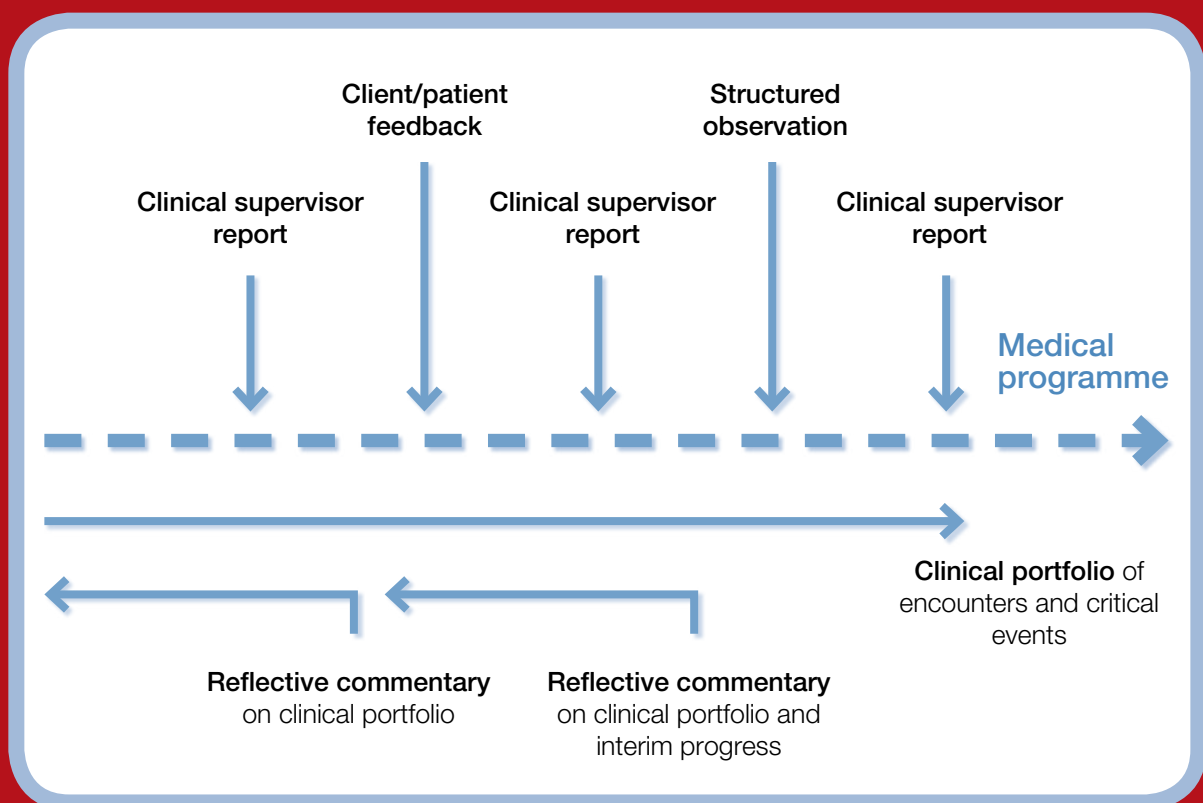 Client/patient
feedback
Structured
observation
Clinical supervisor
report
Clinical supervisor
report
Clinical supervisor
report
Medical
programme
Clinical portfolio of
encounters and critical
events
Reflective commentary
on clinical portfolio
Reflective commentary
on clinical portfolio and
interim progress